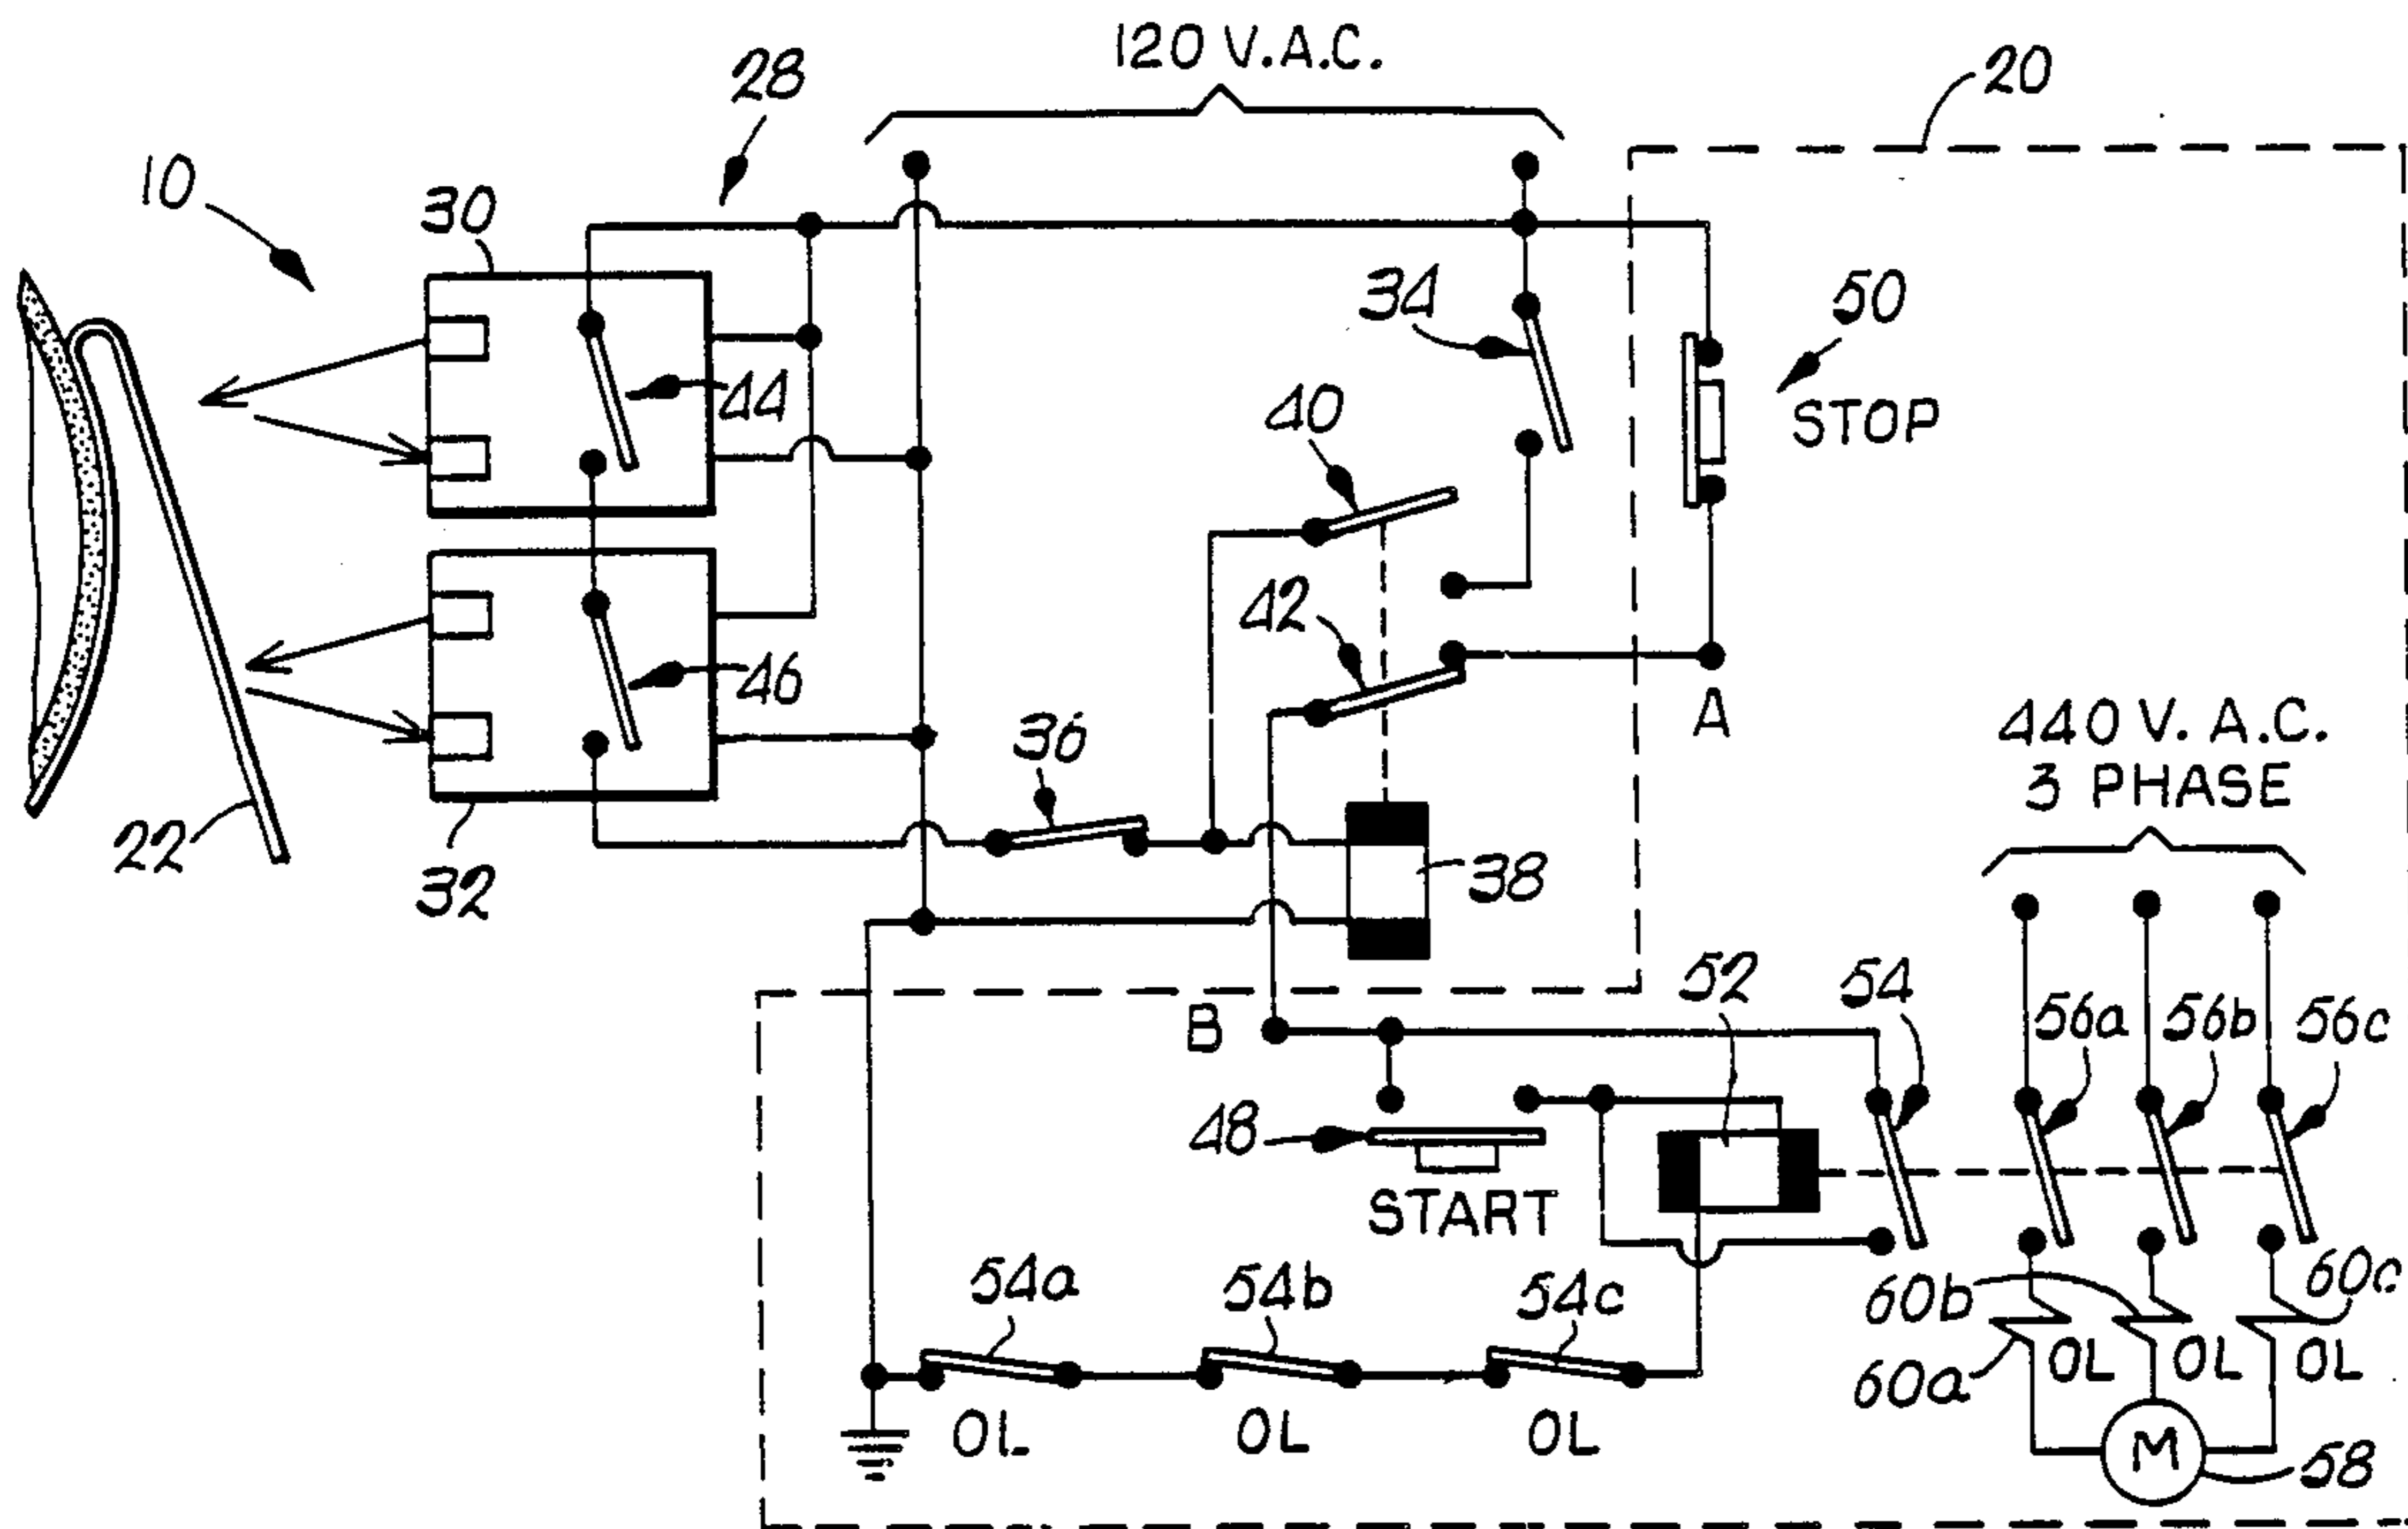 120 V.A.C.
28
20
10
30
34
50
44
STOP
40
42
46
A
36
440 V. A.C.
3 PHASE
22
32
38
52
54
B
56a
56b
56c
48
START
54a
54b
54c
60b
60c
60a
OL
OL
OL
OL
OL
OL
M
58